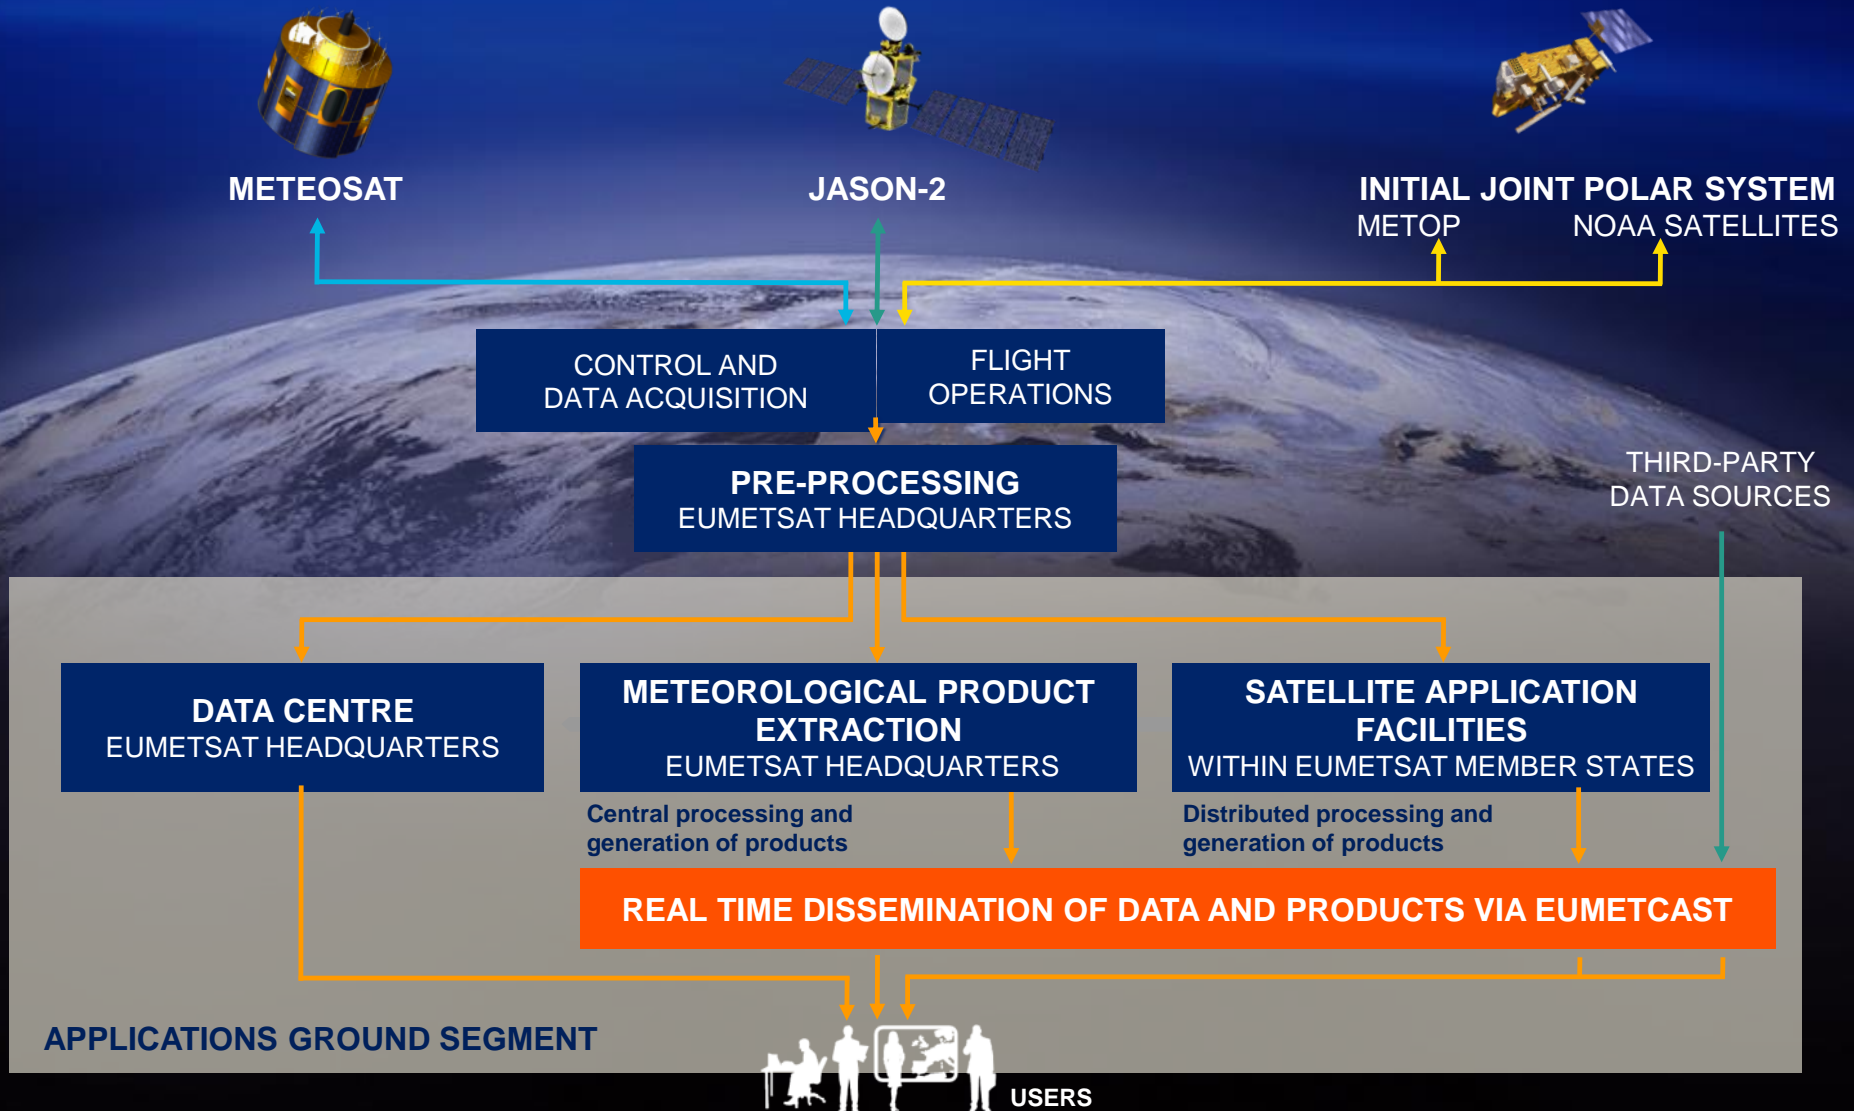 METEOSAT
JASON-2
INITIAL JOINT POLAR SYSTEM
METOP NOAA SATELLITES
CONTROL AND
DATA ACQUISITION
FLIGHT
OPERATIONS
PRE-PROCESSING
EUMETSAT HEADQUARTERS
THIRD-PARTY
DATA SOURCES
DATA CENTRE
EUMETSAT HEADQUARTERS
METEOROLOGICAL PRODUCT
EXTRACTION
EUMETSAT HEADQUARTERS
SATELLITE APPLICATION
FACILITIES
WITHIN EUMETSAT MEMBER STATES
Central processing and
generation of products
Distributed processing and
generation of products
REAL TIME DISSEMINATION OF DATA AND PRODUCTS VIA EUMETCAST
APPLICATIONS GROUND SEGMENT
USERS